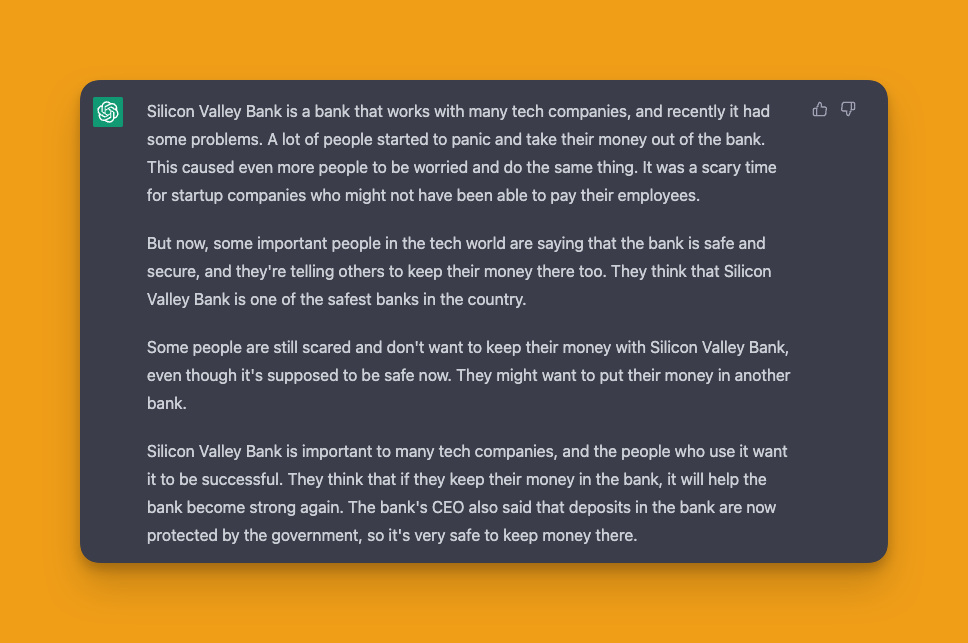 Silicon Valley Bank is a bank that works with many tech companies, and recently it had
some problems. A lot of people started to panic and take their money out of the bank.
This caused even more people to be worried and do the same thing. It was a scary time
for startup companies who might not have been able to pay their employees.
But now, some important people in the tech world are saying that the bank is safe and
secure, and they're telling others to keep their money there too. They think that Silicon
Valley Bank is one of the safest banks in the country.
Some people are still scared and don't want to keep their money with Silicon Valley Bank,
even though it's supposed to be safe now. They might want to put their money in another
bank.
Silicon Valley Bank is important to many tech companies, and the people who use it want
it to be successful. They think that if they keep their money in the bank, it will help the
bank become strong again. The bank's CEO also said that deposits in the bank are now
protected by the government, so it's very safe to keep money there.